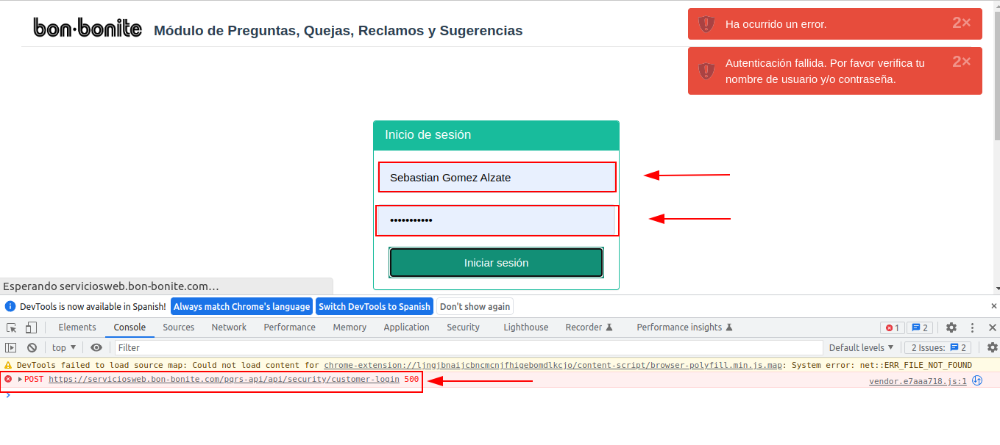 bon·bonite Módulo de Preguntas, Quejas, Reclamos y Sugerencias
Ha ocurrido un error. 2×
Autenticación fallida. Por favor verifica tu 2×
nombre de usuario y/o contraseña.
Inicio de sesión
Sebastian Gomez Alzate
•••••••••••
Iniciar sesión
Esperando serviciosweb.bon-bonite.com…
DevTools is now available in Spanish! Always match Chrome's language Switch DevTools to Spanish Don't show again ×
Elements Console Sources Network Performance Memory Application Security Lighthouse Recorder Performance insights 1 2
top Filter Default levels 2 Issues: 2
DevTools failed to load source map: Could not load content for chrome-extension://ljngjbnaijcbncmcnjfhigebomdlkcjo/content-script/browser-polyfill.min.js.map: System error: net::ERR_FILE_NOT_FOUND
POST https://serviciosweb.bon-bonite.com/pqrs-api/api/security/customer-login 500 vendor.e7aaa718.js:1